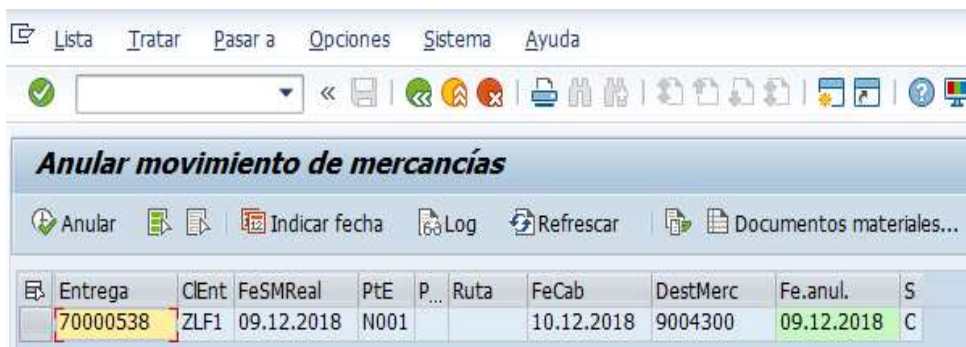 Lista Tratar Pasar a Opciones Sistema Ayuda
Anular movimiento de mercancías
Anular Indicar fecha Log Refrescar Documentos materiales...
Entrega ClEnt FeSMReal PtE P... Ruta FeCab DestMerc Fe.anul. S
70000538 ZLF1 09.12.2018 N001 10.12.2018 9004300 09.12.2018 C